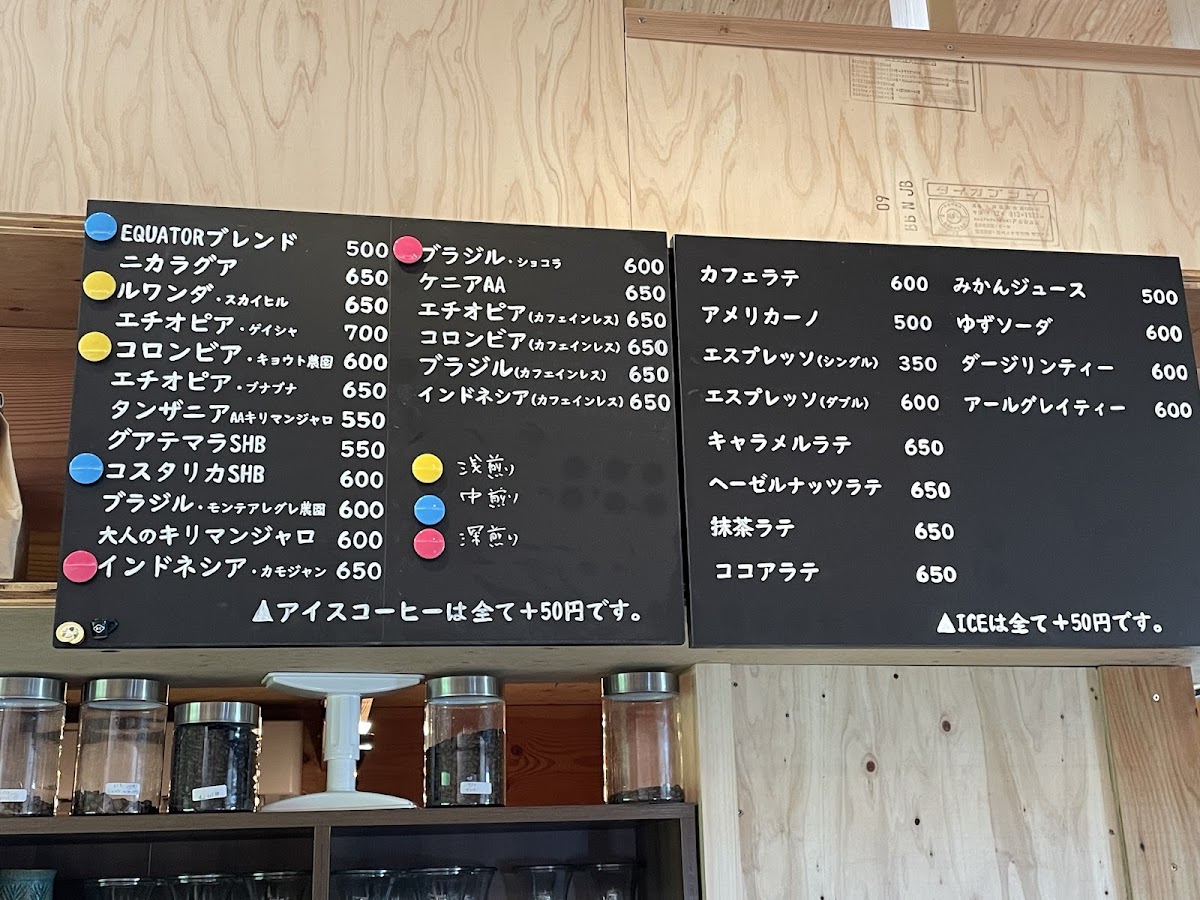 EQUATORブレンド 500
ニカラグア 650
ルワンダ・スカイヒル 650
エチオピア・ゲイシャ 700
コロンビア・キョウト農園 600
エチオピア・ブナブナ 650
タンザニアAAキリマンジャロ 550
グアテマラSHB 550
コスタリカSHB 600
ブラジル・モンテアレグレ農園 600
大人のキリマンジャロ 600
インドネシア・カモジャン 650
ブラジル・ショコラ 600
ケニアAA 650
エチオピア(カフェインレス) 650
コロンビア(カフェインレス) 650
ブラジル(カフェインレス) 650
インドネシア(カフェインレス) 650
浅煎り
中煎り
深煎り
▲アイスコーヒーは全て+50円です。
カフェラテ 600
アメリカーノ 500
エスプレッソ(シングル) 350
エスプレッソ(ダブル) 600
キャラメルラテ 650
ヘーゼルナッツラテ 650
抹茶ラテ 650
ココアラテ 650
みかんジュース 500
ゆずソーダ 600
ダージリンティー 600
アールグレイティー 600
▲ICEは全て+50円です。